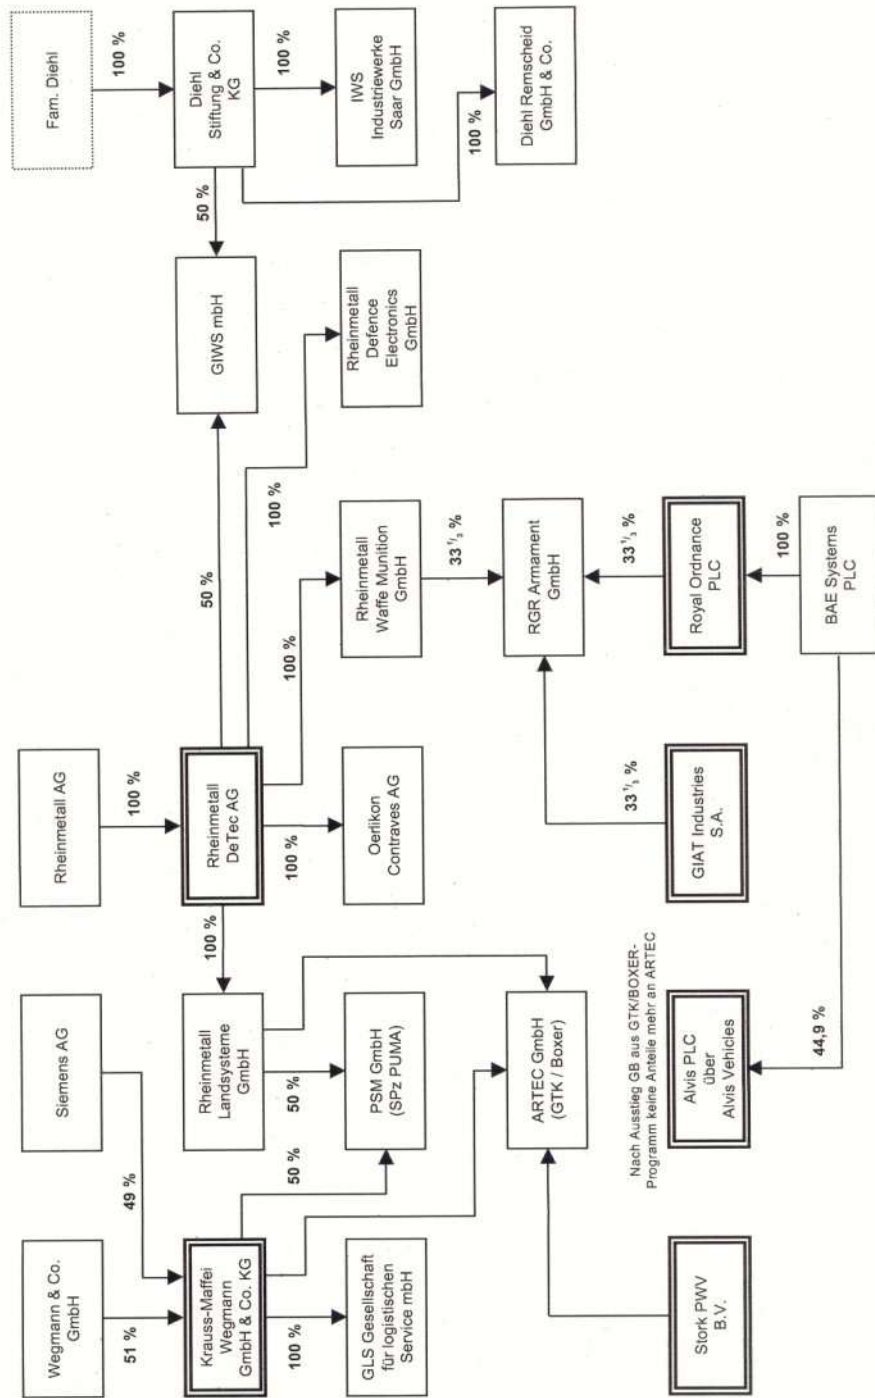 Wegmann & Co.
GmbH
Siemens AG
Rheinmetall AG
Fam. Diehl
51 %
49 %
100 %
100 %
Krauss-Maffei
Wegmann
GmbH & Co. KG
Rheinmetall
Landsysteme
GmbH
100 %
Rheinmetall
DeTec AG
50 %
GIWS mbH
50 %
Diehl
Stiftung & Co.
KG
100 %
50 %
50 %
100 %
100 %
100 %
100 %
GLS Gesellschaft
für logistischen
Service mbH
PSM GmbH
(SPz PUMA)
Oerlikon
Contraves AG
Rheinmetall
Waffe Munition
GmbH
Rheinmetall
Defence
Electronics
GmbH
IWS
Industriewerke
Saar GmbH
33 1/3 %
100 %
ARTEC GmbH
(GTK / Boxer)
RGR Armament
GmbH
Diehl Remscheid
GmbH & Co.
Nach Ausstieg GB aus GTK/BOXER-
Programm keine Anteile mehr an ARTEC
33 1/3 %
33 1/3 %
Stork PWV
B.V.
Alvis PLC
über
Alvis Vehicles
GIAT Industries
S.A.
Royal Ordnance
PLC
44,9 %
100 %
BAE Systems
PLC